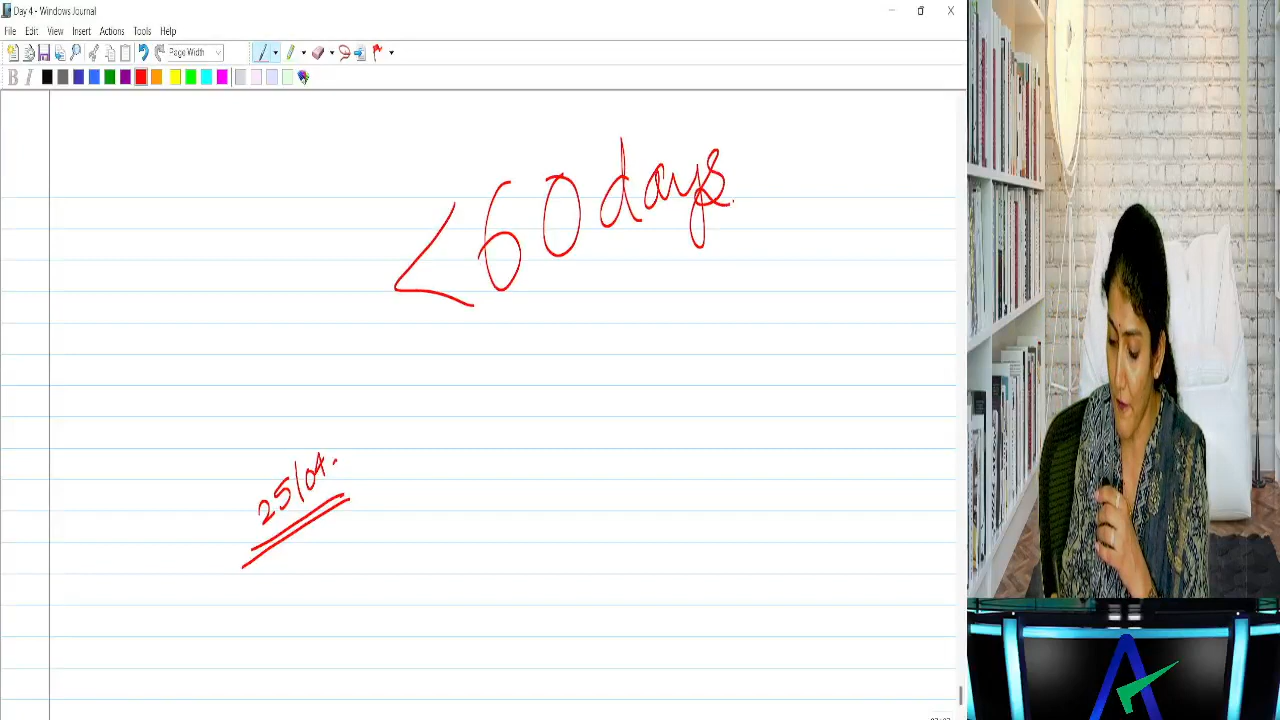 Day 4 - Windows Journal
File Edit View Insert Actions Tools Help
Page Width
B I
< 60 days.
25/04.